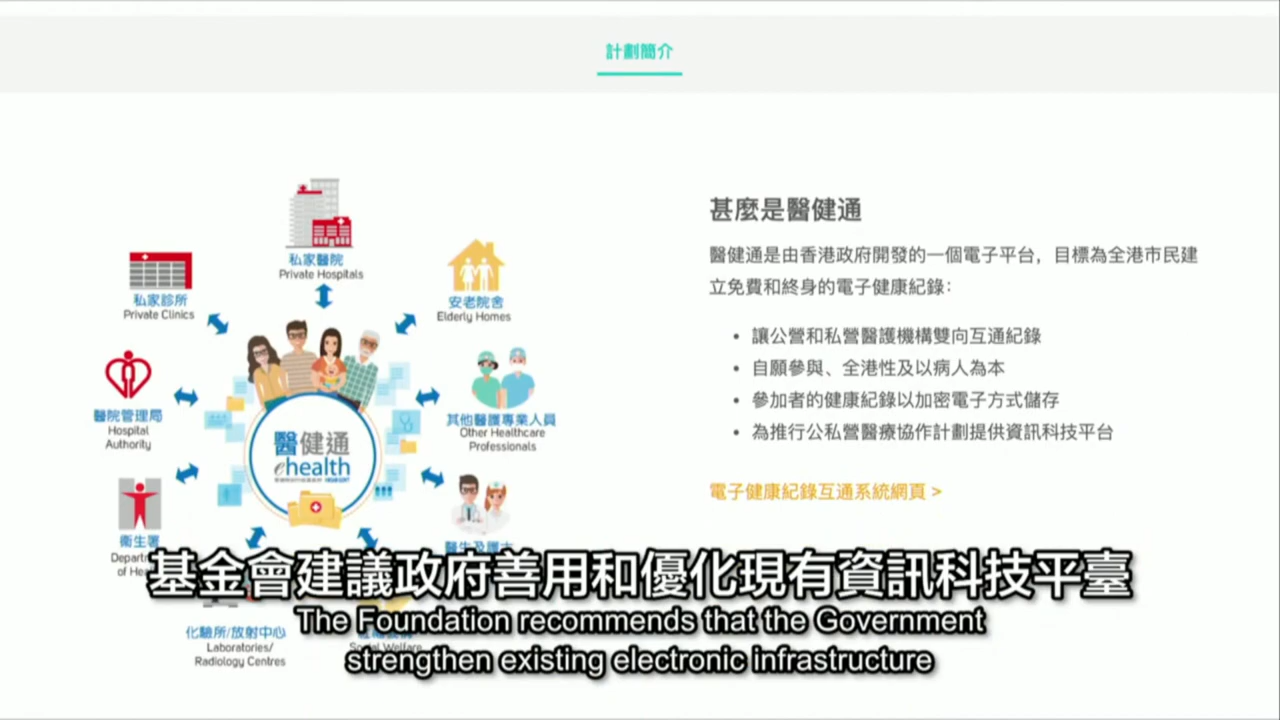 計劃簡介
私家醫院
Private Hospitals
私家診所
Private Clinics
安老院舍
Elderly Homes
醫院管理局
Hospital
Authority
其他醫護專業人員
Other Healthcare
Professionals
醫健通
ehealth
衞生署
化驗所/放射中心
Laboratories/
Radiology Centres
Social Welfare
甚麼是醫健通
醫健通是由香港政府開發的一個電子平台，目標為全港市民建
立免費和終身的電子健康紀錄：
• 讓公營和私營醫護機構雙向互通紀錄
• 自願參與、全港性及以病人為本
• 參加者的健康紀錄以加密電子方式儲存
• 為推行公私營醫療協作計劃提供資訊科技平台
電子健康紀錄互通系統網頁 >
基金會建議政府善用和優化現有資訊科技平臺
The Foundation recommends that the Government
strengthen existing electronic infrastructure